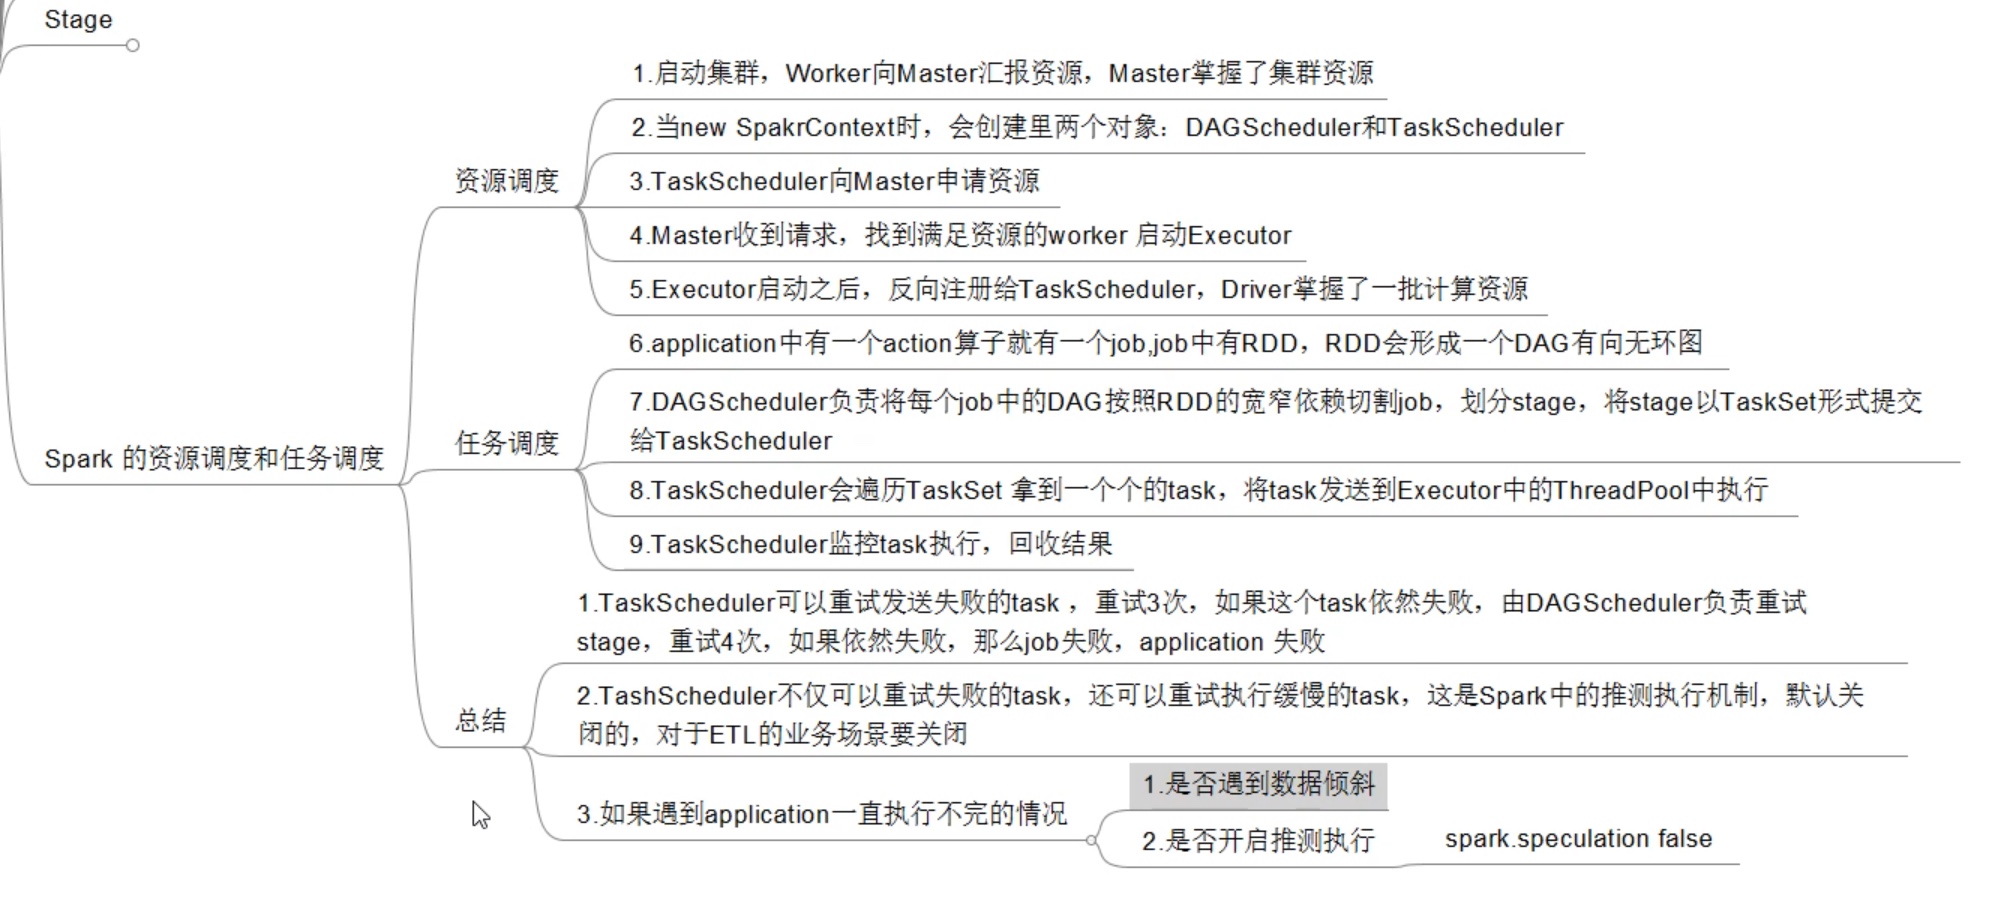 Stage
Spark 的资源调度和任务调度
资源调度
1.启动集群，Worker向Master汇报资源，Master掌握了集群资源
2.当new SpakrContext时，会创建里两个对象：DAGScheduler和TaskScheduler
3.TaskScheduler向Master申请资源
4.Master收到请求，找到满足资源的worker 启动Executor
5.Executor启动之后，反向注册给TaskScheduler，Driver掌握了一批计算资源
任务调度
6.application中有一个action算子就有一个job,job中有RDD，RDD会形成一个DAG有向无环图
7.DAGScheduler负责将每个job中的DAG按照RDD的宽窄依赖切割job，划分stage，将stage以TaskSet形式提交
给TaskScheduler
8.TaskScheduler会遍历TaskSet 拿到一个个的task，将task发送到Executor中的ThreadPool中执行
9.TaskScheduler监控task执行，回收结果
总结
1.TaskScheduler可以重试发送失败的task ，重试3次，如果这个task依然失败，由DAGScheduler负责重试
stage，重试4次，如果依然失败，那么job失败，application 失败
2.TashScheduler不仅可以重试失败的task，还可以重试执行缓慢的task，这是Spark中的推测执行机制，默认关
闭的，对于ETL的业务场景要关闭
3.如果遇到application一直执行不完的情况
1.是否遇到数据倾斜
2.是否开启推测执行
spark.speculation false